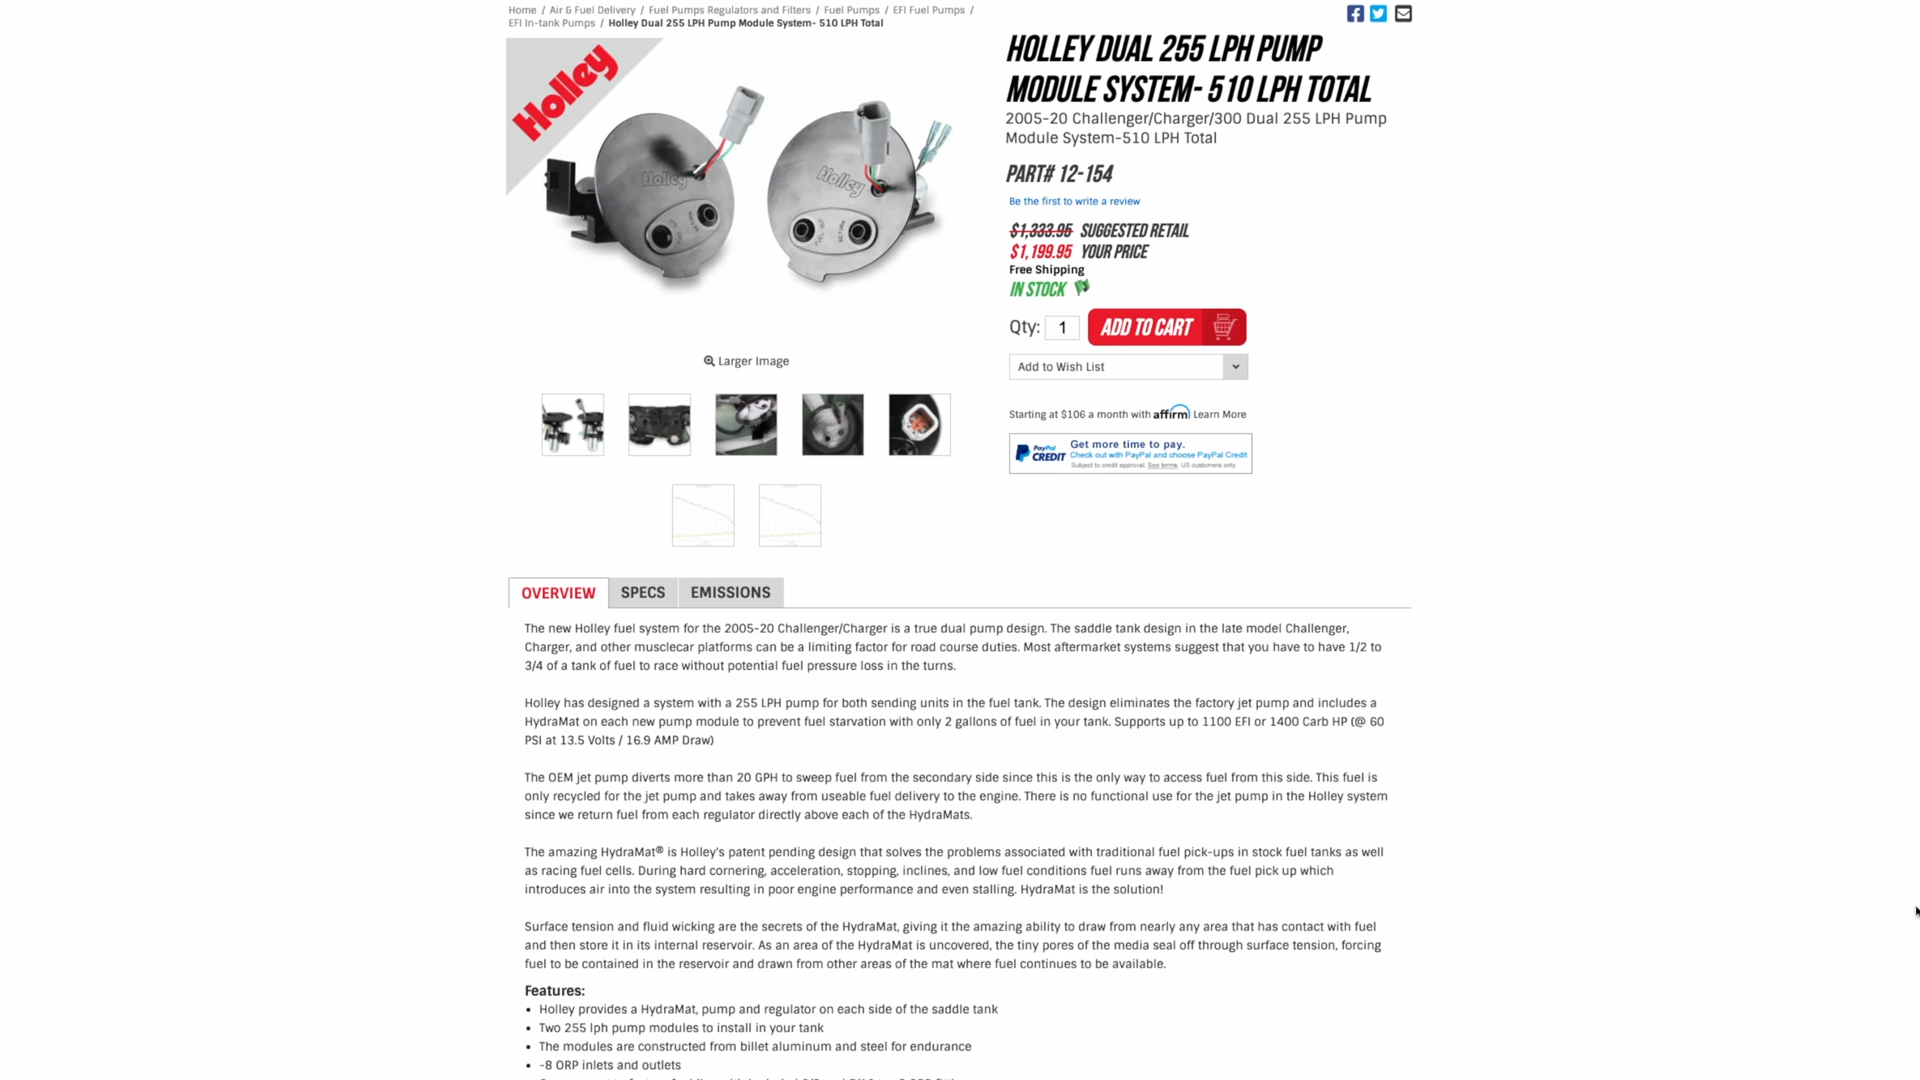 Home / Air & Fuel Delivery / Fuel Pumps Regulators and Filters / Fuel Pumps / EFI Fuel Pumps /
EFI In-tank Pumps / Holley Dual 255 LPH Pump Module System- 510 LPH Total
Holley
Holley
Holley
HOLLEY DUAL 255 LPH PUMP
MODULE SYSTEM- 510 LPH TOTAL
2005-20 Challenger/Charger/300 Dual 255 LPH Pump
Module System-510 LPH Total
PART# 12-154
Be the first to write a review
$1,333.95 SUGGESTED RETAIL
$1,199.95 YOUR PRICE
Free Shipping
IN STOCK
Qty: 1 ADD TO CART
Larger Image
Add to Wish List
Starting at $106 a month with affirm Learn More
PayPal CREDIT
Get more time to pay.
Check out with PayPal and choose PayPal Credit
Subject to credit approval. See terms. US customers only.
OVERVIEW SPECS EMISSIONS
The new Holley fuel system for the 2005-20 Challenger/Charger is a true dual pump design. The saddle tank design in the late model Challenger,
Charger, and other musclecar platforms can be a limiting factor for road course duties. Most aftermarket systems suggest that you have to have 1/2 to
3/4 of a tank of fuel to race without potential fuel pressure loss in the turns.
Holley has designed a system with a 255 LPH pump for both sending units in the fuel tank. The design eliminates the factory jet pump and includes a
HydraMat on each new pump module to prevent fuel starvation with only 2 gallons of fuel in your tank. Supports up to 1100 EFI or 1400 Carb HP (@ 60
PSI at 13.5 Volts / 16.9 AMP Draw)
The OEM jet pump diverts more than 20 GPH to sweep fuel from the secondary side since this is the only way to access fuel from this side. This fuel is
only recycled for the jet pump and takes away from useable fuel delivery to the engine. There is no functional use for the jet pump in the Holley system
since we return fuel from each regulator directly above each of the HydraMats.
The amazing HydraMat® is Holley's patent pending design that solves the problems associated with traditional fuel pick-ups in stock fuel tanks as well
as racing fuel cells. During hard cornering, acceleration, stopping, inclines, and low fuel conditions fuel runs away from the fuel pick up which
introduces air into the system resulting in poor engine performance and even stalling. HydraMat is the solution!
Surface tension and fluid wicking are the secrets of the HydraMat, giving it the amazing ability to draw from nearly any area that has contact with fuel
and then store it in its internal reservoir. As an area of the HydraMat is uncovered, the tiny pores of the media seal off through surface tension, forcing
fuel to be contained in the reservoir and drawn from other areas of the mat where fuel continues to be available.
Features:
• Holley provides a HydraMat, pump and regulator on each side of the saddle tank
• Two 255 lph pump modules to install in your tank
• The modules are constructed from billet aluminum and steel for endurance
• -8 ORP inlets and outlets